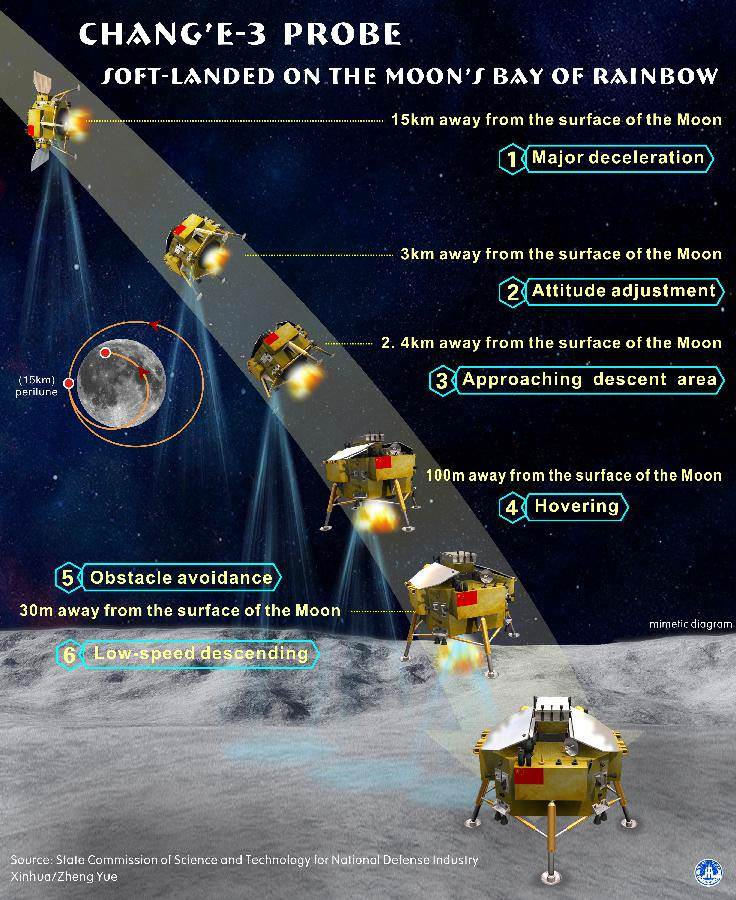 CHANG'E-3 PROBE
SOFT-LANDED ON THE MOON'S BAY OF RAINBOW
15km away from the surface of the Moon
1 Major deceleration
3km away from the surface of the Moon
2 Attitude adjustment
2. 4km away from the surface of the Moon
3 Approaching descent area
(15km)
perilune
100m away from the surface of the Moon
4 Hovering
5 Obstacle avoidance
30m away from the surface of the Moon
mimetic diagram
6 Low-speed descending
Source: State Commission of Science and Technology for National Defense Industry
Xinhua/Zheng Yue